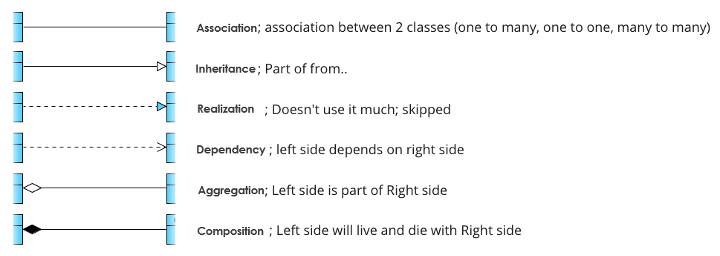 Association; association between 2 classes (one to many, one to one, many to many)
Inheritance; Part of from..
Realization ; Doesn't use it much; skipped
Dependency ; left side depends on right side
Aggregation; Left side is part of Right side
Composition ; Left side will live and die with Right side